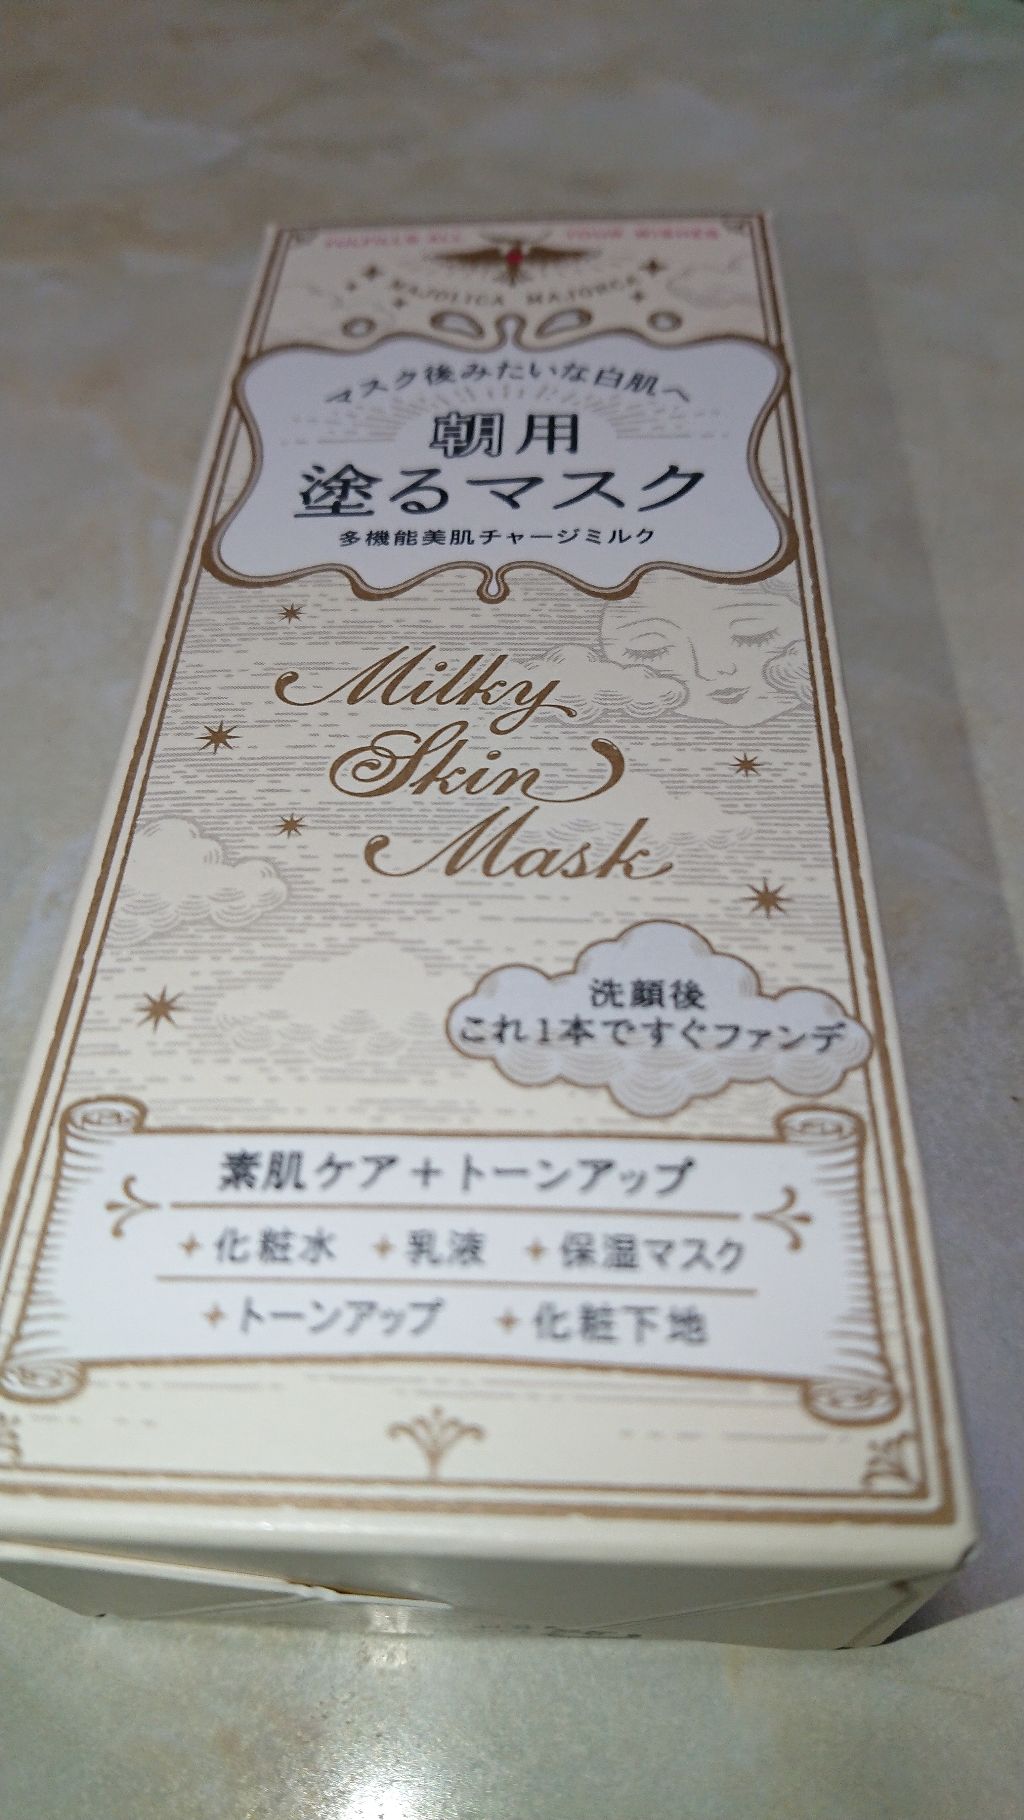 FULFILLS ALL YOUR WISHES
MAJOLICA MAJORCA
マスク後みたいな白肌へ
朝用
塗るマスク
多機能美肌チャージミルク
Milky
Skin
Mask
洗顔後
これ1本ですぐファンデ
素肌ケア+トーンアップ
化粧水 乳液 保湿マスク
トーンアップ 化粧下地